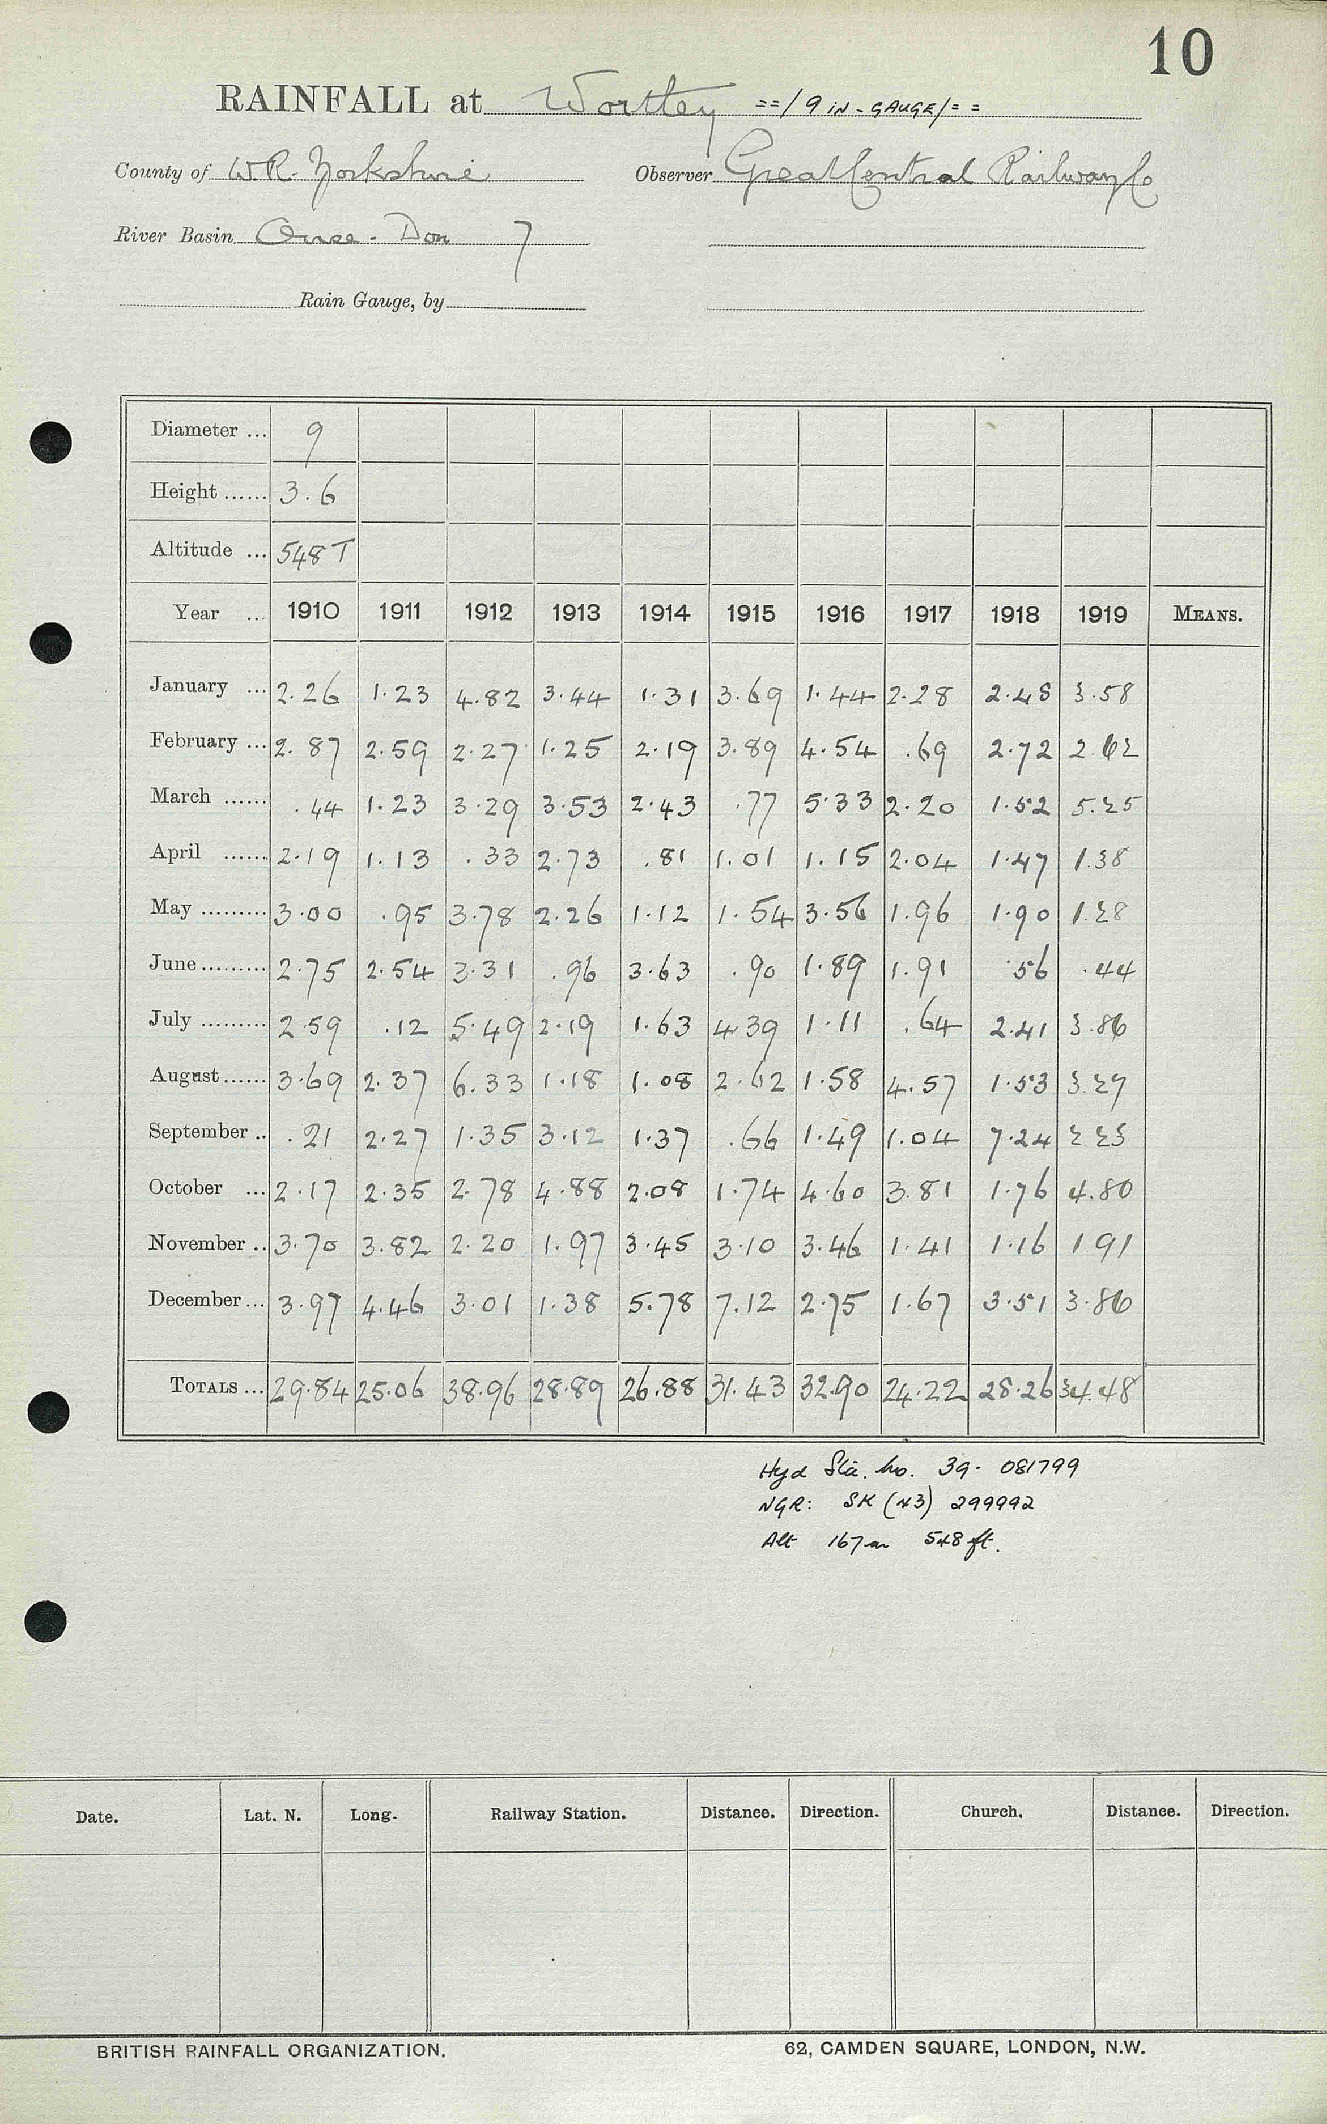 10
RAINFALL at Wortley ==/9 IN - GAUGE/==
County of W.R. Yorkshire Observer Great Central Railway Co
River Basin Ouse - Don 7
Rain Gauge, by
Diameter ... 9
Height ...... 3.6
Altitude ... 548 T
Year ... 1910 1911 1912 1913 1914 1915 1916 1917 1918 1919 MEANS.
January ... 2.26 1.23 4.82 3.44 1.31 3.69 1.44 2.28 2.48 3.58
February ... 2.87 2.59 2.27 1.25 2.19 3.89 4.54 .69 2.72 2.62
March ...... .44 1.23 3.29 3.53 2.43 .77 5.33 2.20 1.52 5.25
April ...... 2.19 1.13 .33 2.73 .81 1.01 1.15 2.04 1.47 1.38
May ......... 3.00 .95 3.78 2.26 1.12 1.54 3.56 1.96 1.90 1.28
June ......... 2.75 2.54 3.31 .96 3.63 .90 1.89 1.91 .56 .44
July ......... 2.59 .12 5.49 2.19 1.63 4.39 1.11 .64 2.41 3.86
August ...... 3.69 2.37 6.33 1.18 1.08 2.62 1.58 4.57 1.53 3.27
September .. .21 2.27 1.35 3.12 1.37 .66 1.49 1.04 7.24 2.23
October ... 2.17 2.35 2.78 4.88 2.08 1.74 4.60 3.81 1.76 4.80
November .. 3.70 3.82 2.20 1.97 3.45 3.10 3.46 1.41 1.16 1.91
December ... 3.97 4.46 3.01 1.38 5.78 7.12 2.75 1.67 3.51 3.86
TOTALS ... 29.84 25.06 38.96 28.89 26.88 31.43 32.90 24.22 28.26 34.48
Hyd Sta. No. 39- 081799
NGR: SK (43) 299992
Alt 167m 548 ft.
Date. Lat. N. Long. Railway Station. Distance. Direction. Church. Distance. Direction.
BRITISH RAINFALL ORGANIZATION. 62, CAMDEN SQUARE, LONDON, N.W.